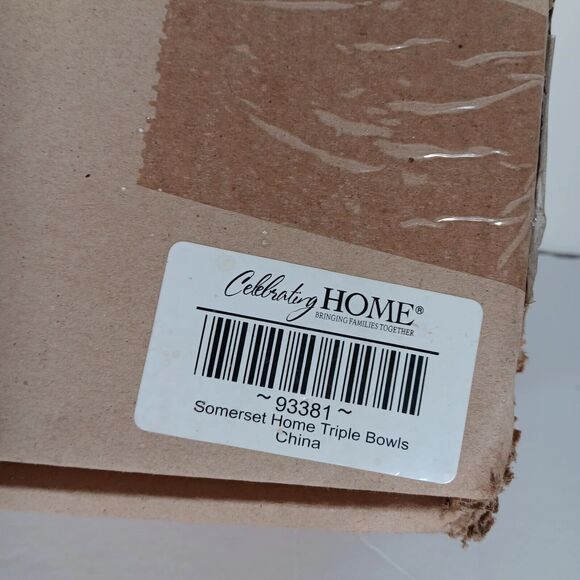 Celebrating HOME®
BRINGING FAMILIES TOGETHER
~93381~
Somerset Home Triple Bowls
China